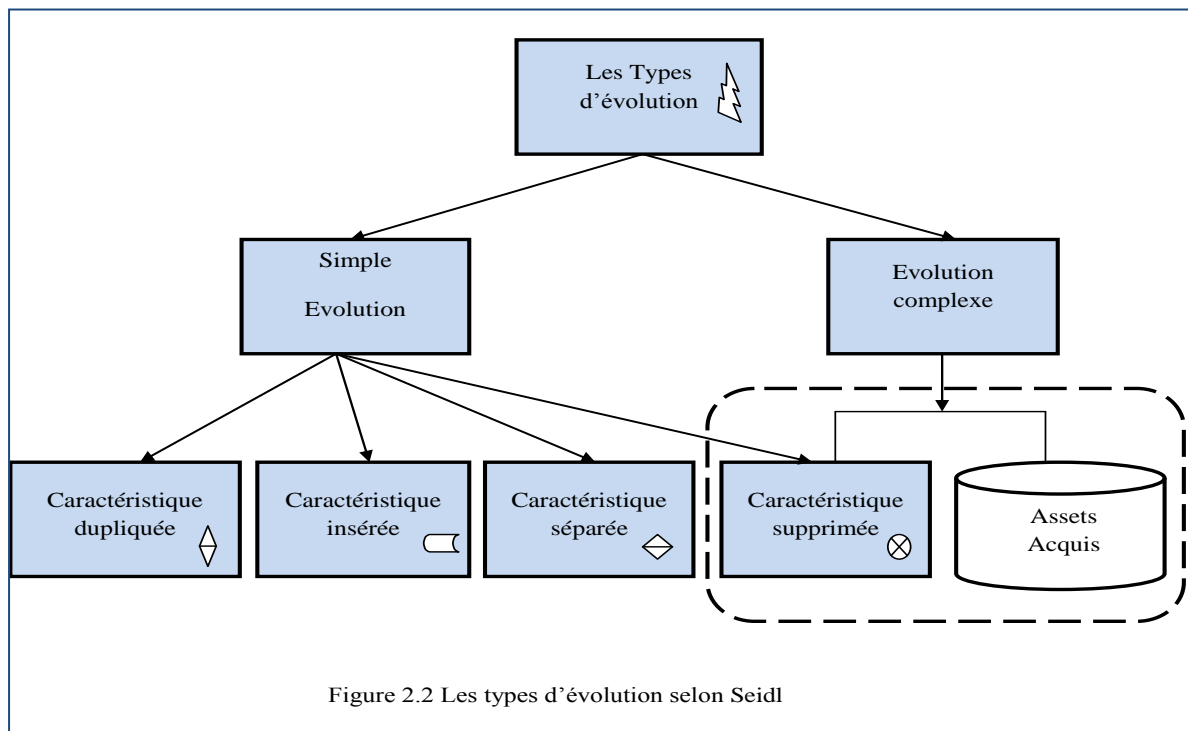 Les Types
d’évolution
Simple
Evolution
Evolution
complexe
Caractéristique
dupliquée
Caractéristique
insérée
Caractéristique
séparée
Caractéristique
supprimée
Assets
Acquis
Figure 2.2 Les types d’évolution selon Seidl